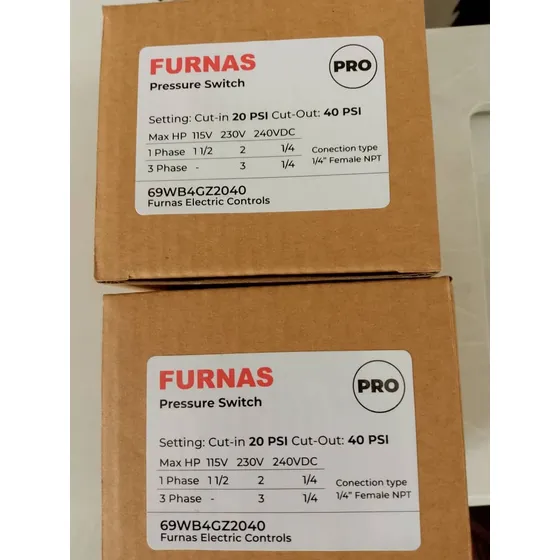 FURNAS
PRO
Pressure Switch
Setting: Cut-in 20 PSI Cut-Out: 40 PSI
Max HP 115V 230V 240VDC
1 Phase 1 1/2 2 1/4 Conection type
3 Phase - 3 1/4 1/4" Female NPT
69WB4GZ2040
Furnas Electric Controls
FURNAS
PRO
Pressure Switch
Setting: Cut-in 20 PSI Cut-Out: 40 PSI
Max HP 115V 230V 240VDC
1 Phase 1 1/2 2 1/4 Conection type
3 Phase - 3 1/4 1/4" Female NPT
69WB4GZ2040
Furnas Electric Controls